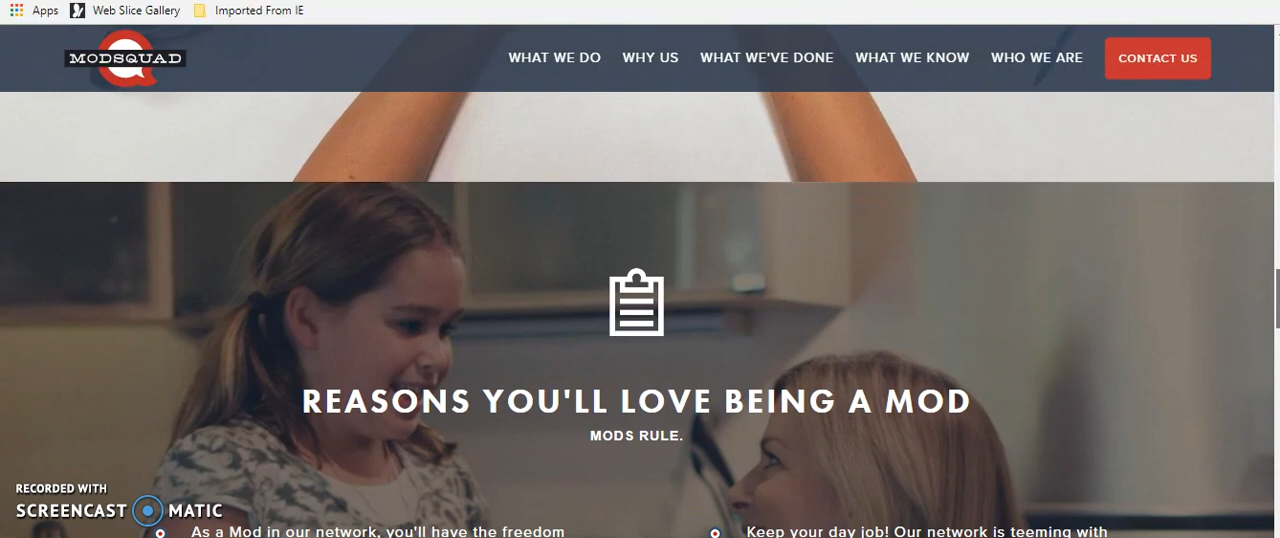 Apps Web Slice Gallery Imported From IE
MODSQUAD WHAT WE DO WHY US WHAT WE'VE DONE WHAT WE KNOW WHO WE ARE CONTACT US
REASONS YOU'LL LOVE BEING A MOD
MODS RULE.
RECORDED WITH
SCREENCAST MATIC
As a Mod in our network, you'll have the freedom
Keep your day job! Our network is teeming with